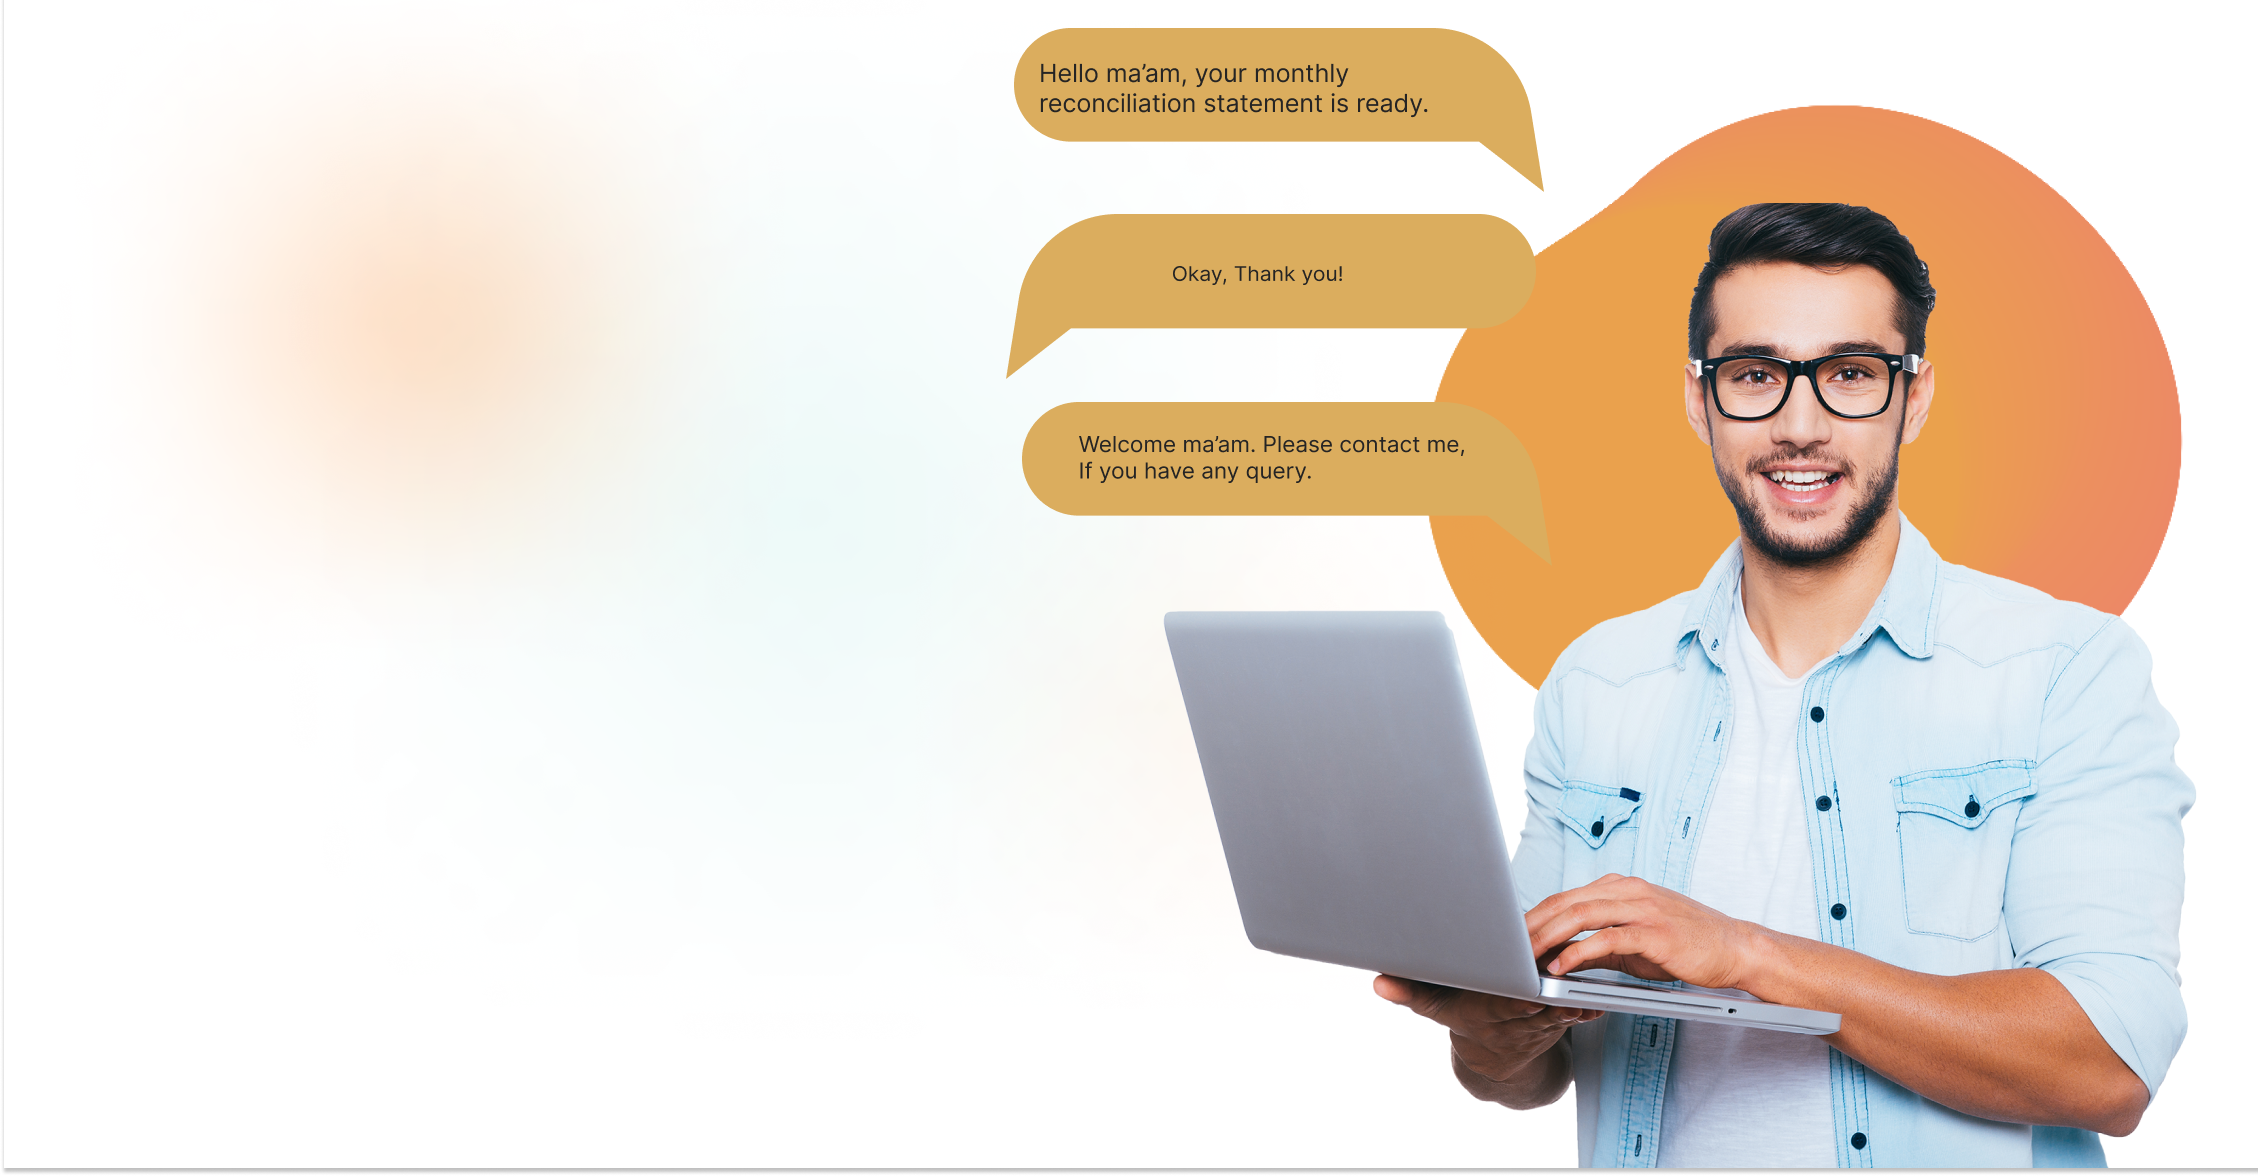 Hello ma’am, your monthly
reconciliation statement is ready.
Okay, Thank you!
Welcome ma’am. Please contact me,
If you have any query.